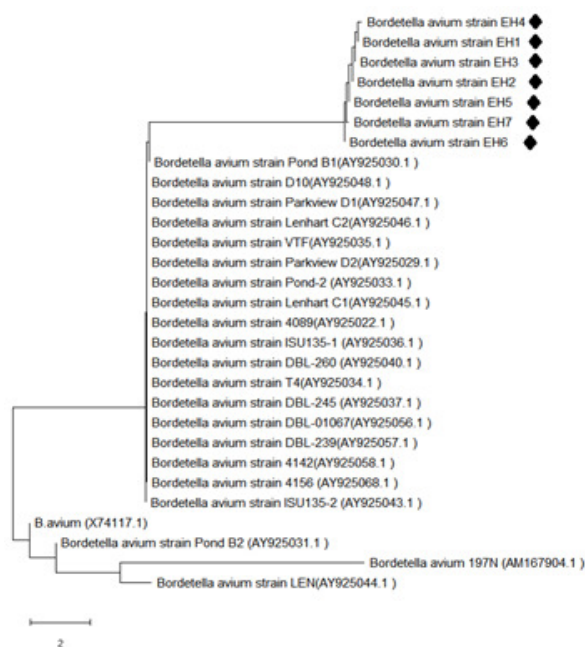 Bordetella avium strain EH4
Bordetella avium strain EH1
Bordetella avium strain EH3
Bordetella avium strain EH2
Bordetella avium strain EH5
Bordetella avium strain EH7
Bordetella avium strain EH6
Bordetella avium strain Pond B1(AY925030.1 )
Bordetella avium strain D10(AY925048.1 )
Bordetella avium strain Parkview D1(AY925047.1 )
Bordetella avium strain Lenhart C2(AY925046.1 )
Bordetella avium strain VTF(AY925035.1 )
Bordetella avium strain Parkview D2(AY925029.1 )
Bordetella avium strain Pond-2 (AY925033.1 )
Bordetella avium strain Lenhart C1(AY925045.1 )
Bordetella avium strain 4089(AY925022.1 )
Bordetella avium strain ISU135-1 (AY925036.1 )
Bordetella avium strain DBL-260 (AY925040.1 )
Bordetella avium strain T4(AY925034.1 )
Bordetella avium strain DBL-245 (AY925037.1 )
Bordetella avium strain DBL-01067(AY925056.1 )
Bordetella avium strain DBL-239(AY925057.1 )
Bordetella avium strain 4142(AY925058.1 )
Bordetella avium strain 4156 (AY925068.1 )
Bordetella avium strain ISU135-2 (AY925043.1 )
B.avium (X74117.1)
Bordetella avium strain Pond B2 (AY925031.1 )
Bordetella avium 197N (AM167904.1 )
Bordetella avium strain LEN(AY925044.1 )
2